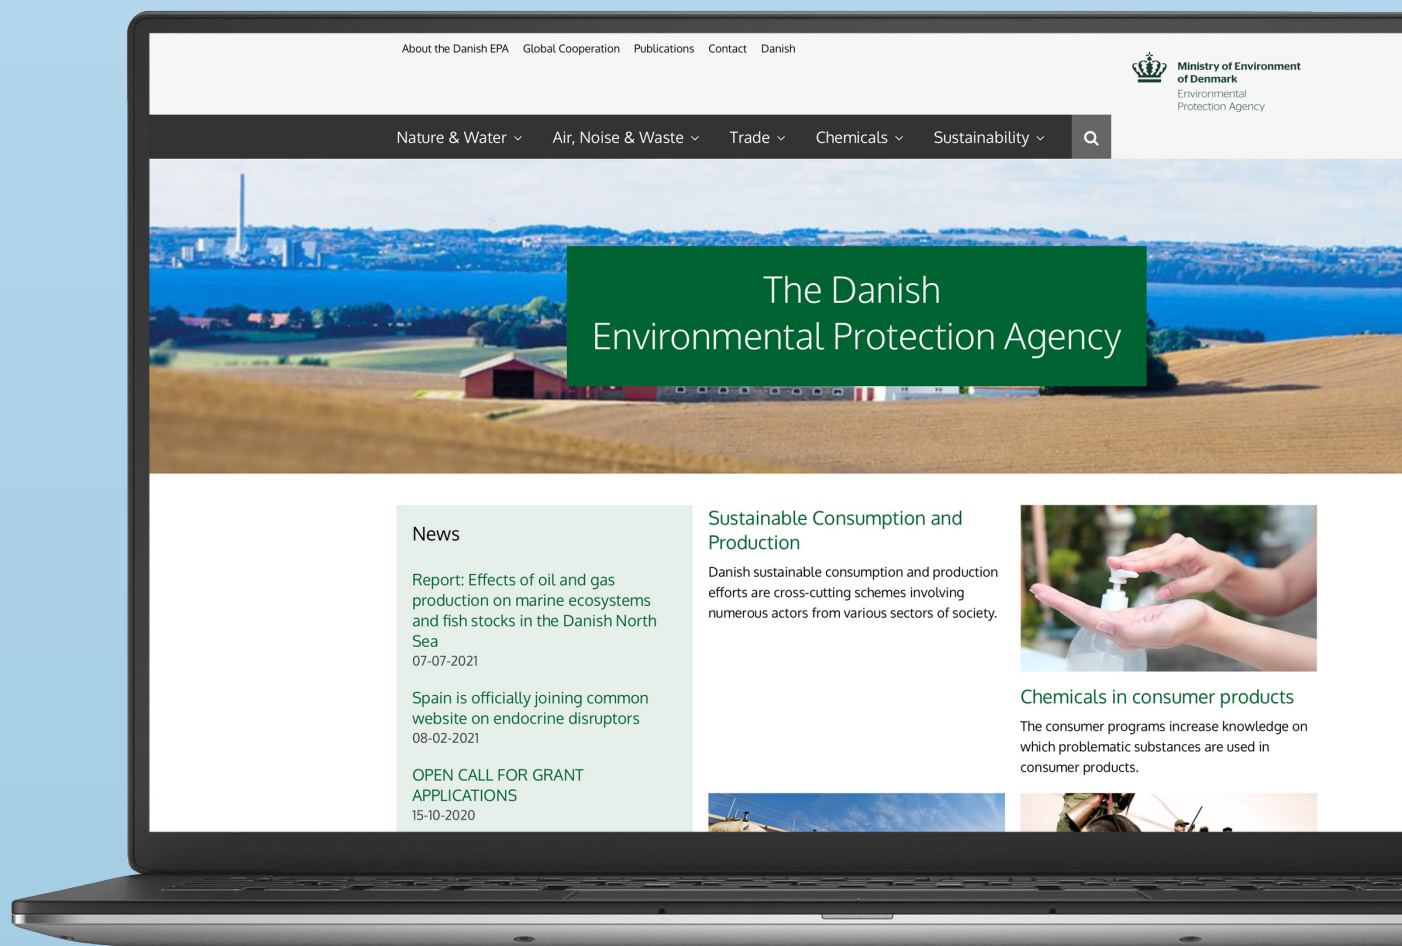 About the Danish EPA Global Cooperation Publications Contact Danish
Ministry of Environment
of Denmark
Environmental
Protection Agency
Nature & Water Air, Noise & Waste Trade Chemicals Sustainability
The Danish
Environmental Protection Agency
News
Report: Effects of oil and gas
production on marine ecosystems
and fish stocks in the Danish North
Sea
07-07-2021
Spain is officially joining common
website on endocrine disruptors
08-02-2021
OPEN CALL FOR GRANT
APPLICATIONS
15-10-2020
Sustainable Consumption and
Production
Danish sustainable consumption and production
efforts are cross-cutting schemes involving
numerous actors from various sectors of society.
Chemicals in consumer products
The consumer programs increase knowledge on
which problematic substances are used in
consumer products.